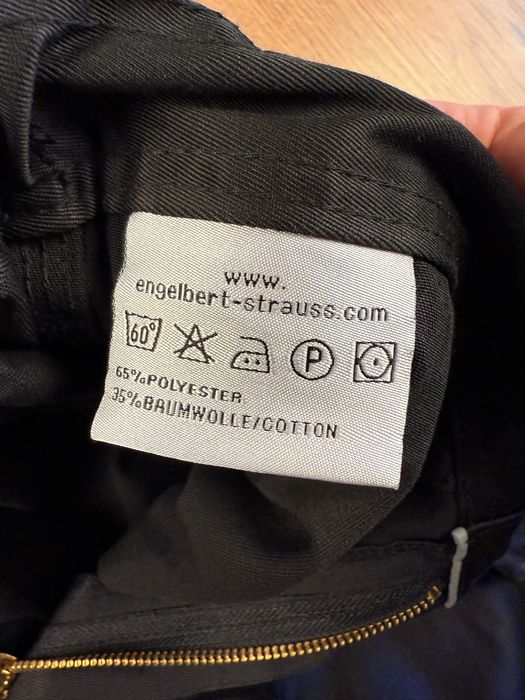 www.
engelbert-strauss.com
60° P
65%POLYESTER
35%BAUMWOLLE/COTTON